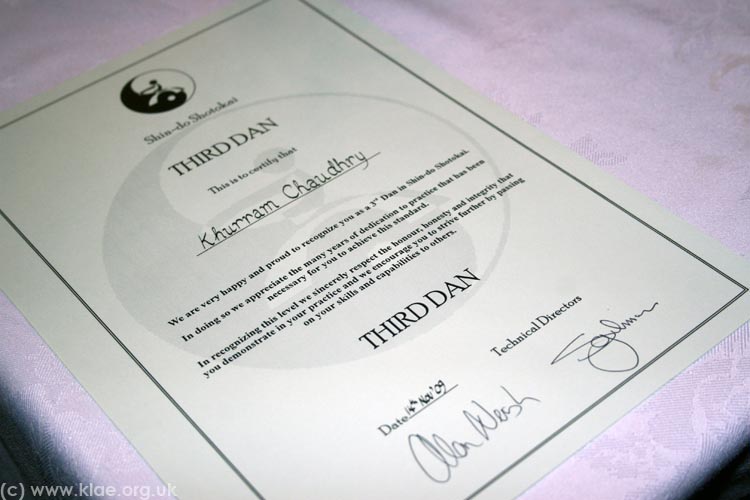 Shin-do Shotokai
THIRD DAN
This is to certify that
Khurram Chaudhry
We are very happy and proud to recognize you as a 3rd Dan in Shin-do Shotokai.
In doing so we appreciate the many years of dedication to practice that has been
necessary for you to achieve this standard.
In recognizing this level we sincerely respect the honour, honesty and integrity that
you demonstrate in your practice and we encourage you to strive further by passing
on your skills and capabilities to others.
THIRD DAN
Technical Directors
Date 14th Nov '09
(c) www.klae.org.uk